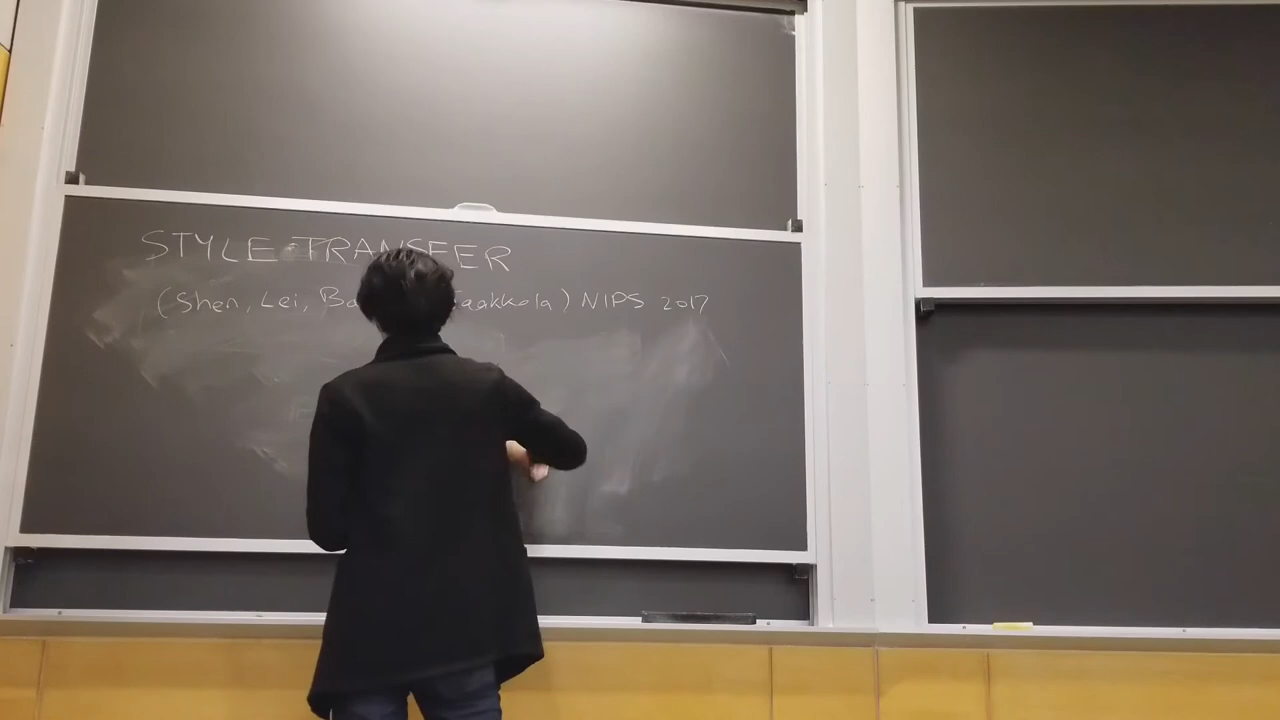 STYLE TRANSFER
(Shen, Lei, Ba aakkola) NIPS 2017